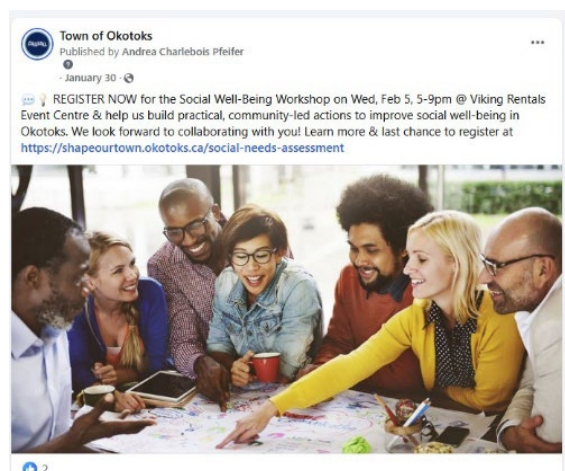 Town of Okotoks
Published by Andrea Charlebois Pfeifer
· January 30 ·
REGISTER NOW for the Social Well-Being Workshop on Wed, Feb 5, 5-9pm @ Viking Rentals
Event Centre & help us build practical, community-led actions to improve social well-being in
Okotoks. We look forward to collaborating with you! Learn more & last chance to register at
https://shapeourtown.okotoks.ca/social-needs-assessment
2